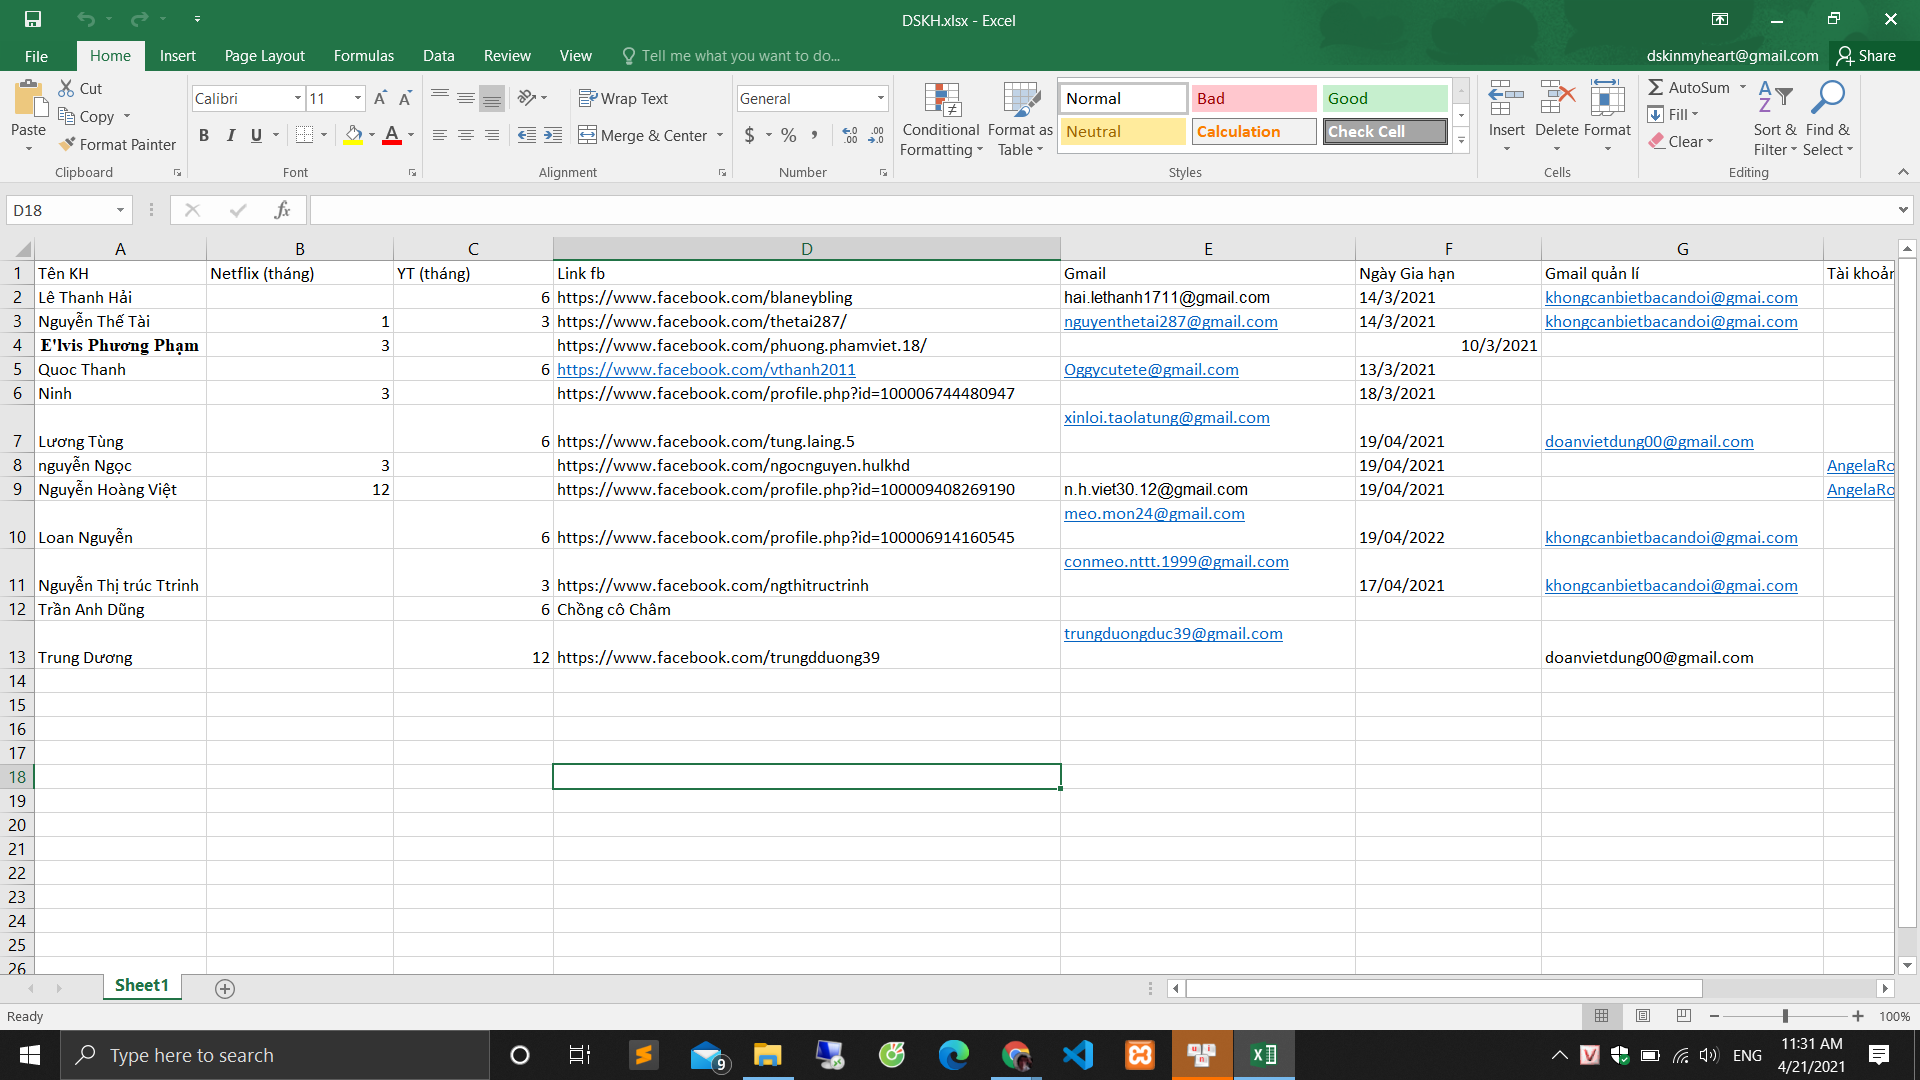 DSKH.xlsx - Excel
File Home Insert Page Layout Formulas Data Review View Tell me what you want to do... dskinmyheart@gmail.com Share
Paste Cut Copy Format Painter Clipboard
Calibri 11 A A B I U A Font
Wrap Text Merge & Center Alignment
General $ % , .00 .00 Number
Conditional Formatting Format as Table Normal Bad Good Neutral Calculation Check Cell Styles
Insert Delete Format Cells
AutoSum Fill Clear Sort & Filter Find & Select Editing
D18 fx
A B C D E F G
1 Tên KH Netflix (tháng) YT (tháng) Link fb Gmail Ngày Gia hạn Gmail quản lí Tài khoản
2 Lê Thanh Hải 6 https://www.facebook.com/blaneybling hai.lethanh1711@gmail.com 14/3/2021 khongcanbietbacandoi@gmai.com
3 Nguyễn Thế Tài 1 3 https://www.facebook.com/thetai287/ nguyenthetai287@gmail.com 14/3/2021 khongcanbietbacandoi@gmai.com
4 E'lvis Phương Phạm 3 https://www.facebook.com/phuong.phamviet.18/ 10/3/2021
5 Quoc Thanh 6 https://www.facebook.com/vthanh2011 Oggycutete@gmail.com 13/3/2021
6 Ninh 3 https://www.facebook.com/profile.php?id=100006744480947 18/3/2021
7 Lương Tùng 6 https://www.facebook.com/tung.laing.5 xinloi.taolatung@gmail.com 19/04/2021 doanvietdung00@gmail.com
8 nguyễn Ngọc 3 https://www.facebook.com/ngocnguyen.hulkhd 19/04/2021 AngelaRo
9 Nguyễn Hoàng Việt 12 https://www.facebook.com/profile.php?id=100009408269190 n.h.viet30.12@gmail.com 19/04/2021 AngelaRo
10 Loan Nguyễn 6 https://www.facebook.com/profile.php?id=100006914160545 meo.mon24@gmail.com 19/04/2022 khongcanbietbacandoi@gmai.com
11 Nguyễn Thị trúc Ttrinh 3 https://www.facebook.com/ngthitructrinh conmeo.nttt.1999@gmail.com 17/04/2021 khongcanbietbacandoi@gmai.com
12 Trần Anh Dũng 6 Chồng cô Châm
13 Trung Dương 12 https://www.facebook.com/trungdduong39 trungduongduc39@gmail.com doanvietdung00@gmail.com
14
15
16
17
18
19
20
21
22
23
24
25
26
Sheet1
Ready 100%
Type here to search 9 ENG 11:31 AM
4/21/2021